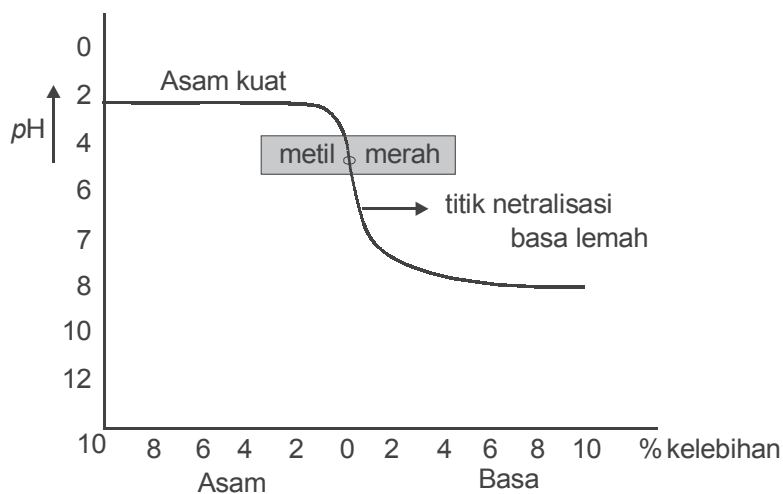 0
Asam kuat
2
pH
4
metil merah
6
titik netralisasi
basa lemah
7
8
10
12
10 8 6 4 2 0 2 4 6 8 10 % kelebihan
Asam Basa